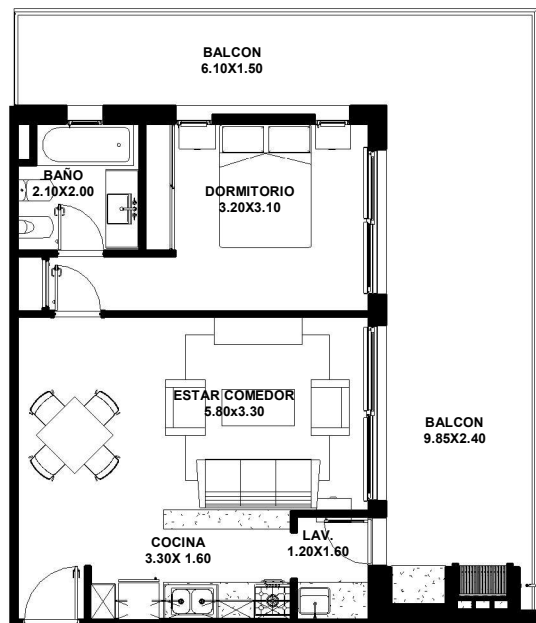 BALCON
6.10X1.50
BAÑO
2.10X2.00
DORMITORIO
3.20X3.10
ESTAR COMEDOR
5.80x3.30
BALCON
9.85X2.40
COCINA
3.30X 1.60
LAV.
1.20X1.60